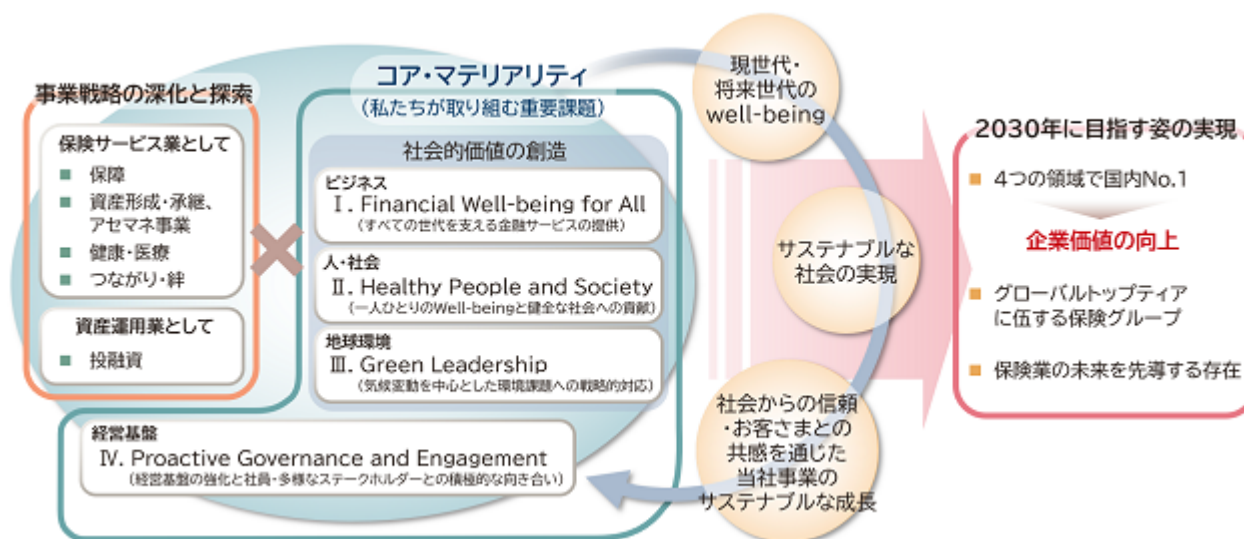 事業戦略の深化と探索
保険サービス業として
■ 保障
■ 資産形成・承継、
アセマネ事業
■ 健康・医療
■ つながり・絆
資産運用業として
■ 投融資
コア・マテリアリティ
(私たちが取り組む重要課題)
社会的価値の創造
ビジネス
Ⅰ. Financial Well-being for All
(すべての世代を支える金融サービスの提供)
人・社会
Ⅱ. Healthy People and Society
(一人ひとりのWell-beingと健全な社会への貢献)
地球環境
Ⅲ. Green Leadership
(気候変動を中心とした環境課題への戦略的対応)
経営基盤
Ⅳ. Proactive Governance and Engagement
(経営基盤の強化と社員・多様なステークホルダーとの積極的な向き合い)
現世代・
将来世代の
well-being
サステナブルな
社会の実現
社会からの信頼
・お客さまとの
共感を通じた
当社事業の
サステナブルな成長
2030年に目指す姿の実現
■ 4つの領域で国内No.1
企業価値の向上
■ グローバルトップティア
に伍する保険グループ
■ 保険業の未来を先導する存在